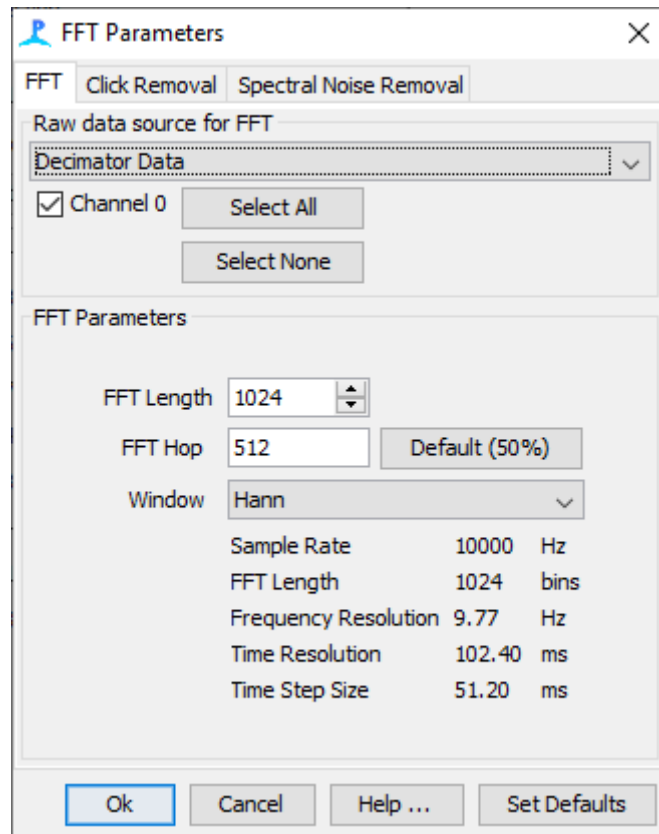 FFT Parameters
FFT Click Removal Spectral Noise Removal
Raw data source for FFT
Decimator Data
Channel 0 Select All
Select None
FFT Parameters
FFT Length 1024
FFT Hop 512 Default (50%)
Window Hann
Sample Rate 10000 Hz
FFT Length 1024 bins
Frequency Resolution 9.77 Hz
Time Resolution 102.40 ms
Time Step Size 51.20 ms
Ok Cancel Help ... Set Defaults